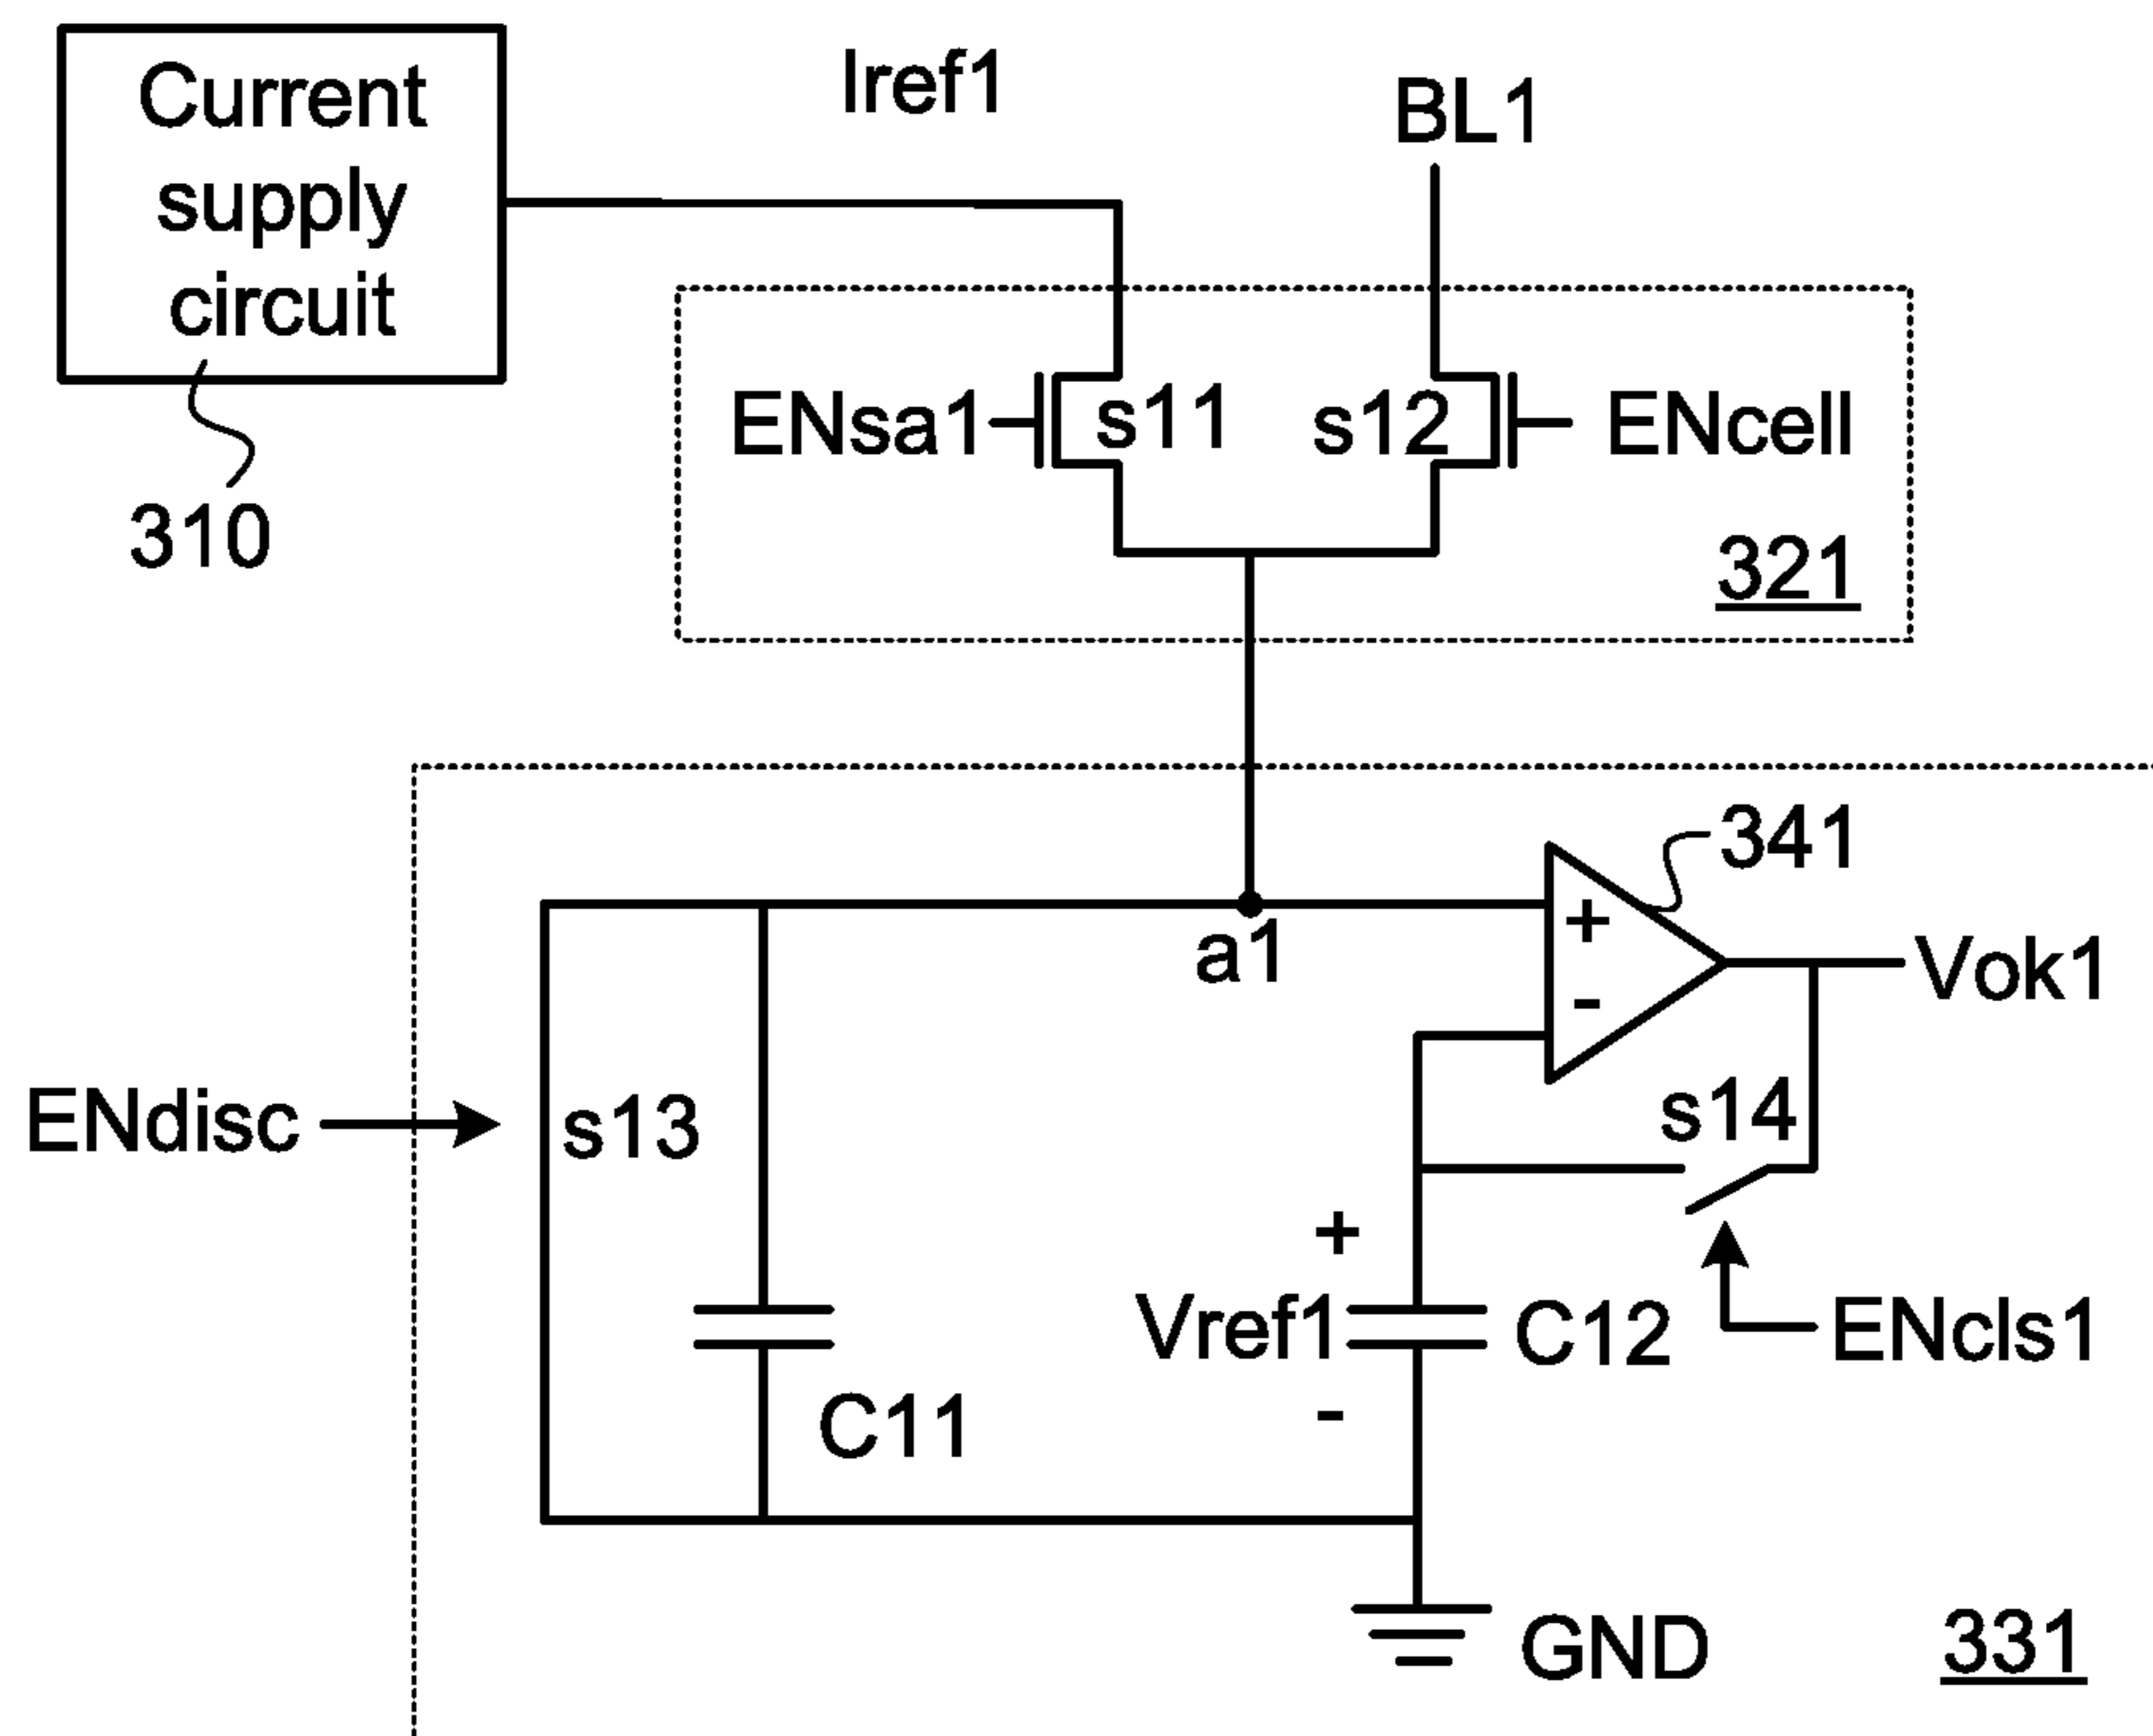 Current
supply
circuit
310
Iref1
BL1
ENsa1
s11
s12
ENcell
321
341
+
-
a1
Vok1
s14
ENdisc
s13
+
Vref1
-
C12
ENcls1
C11
GND
331